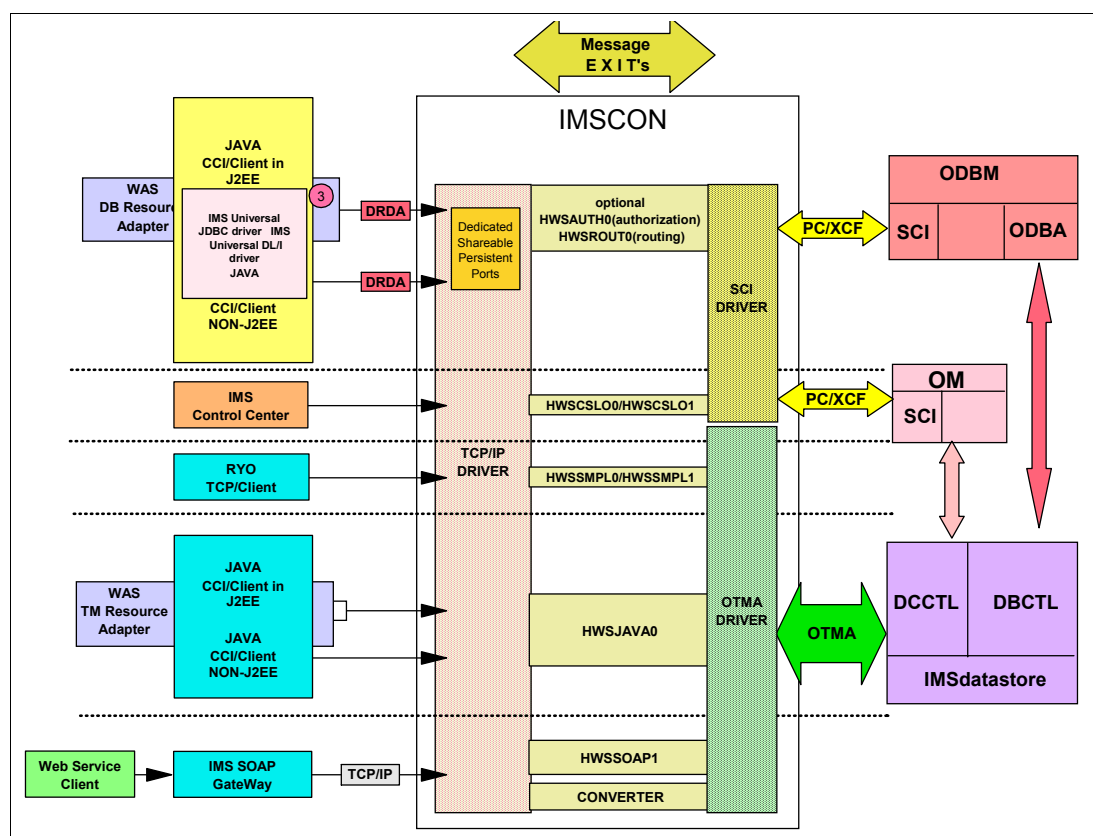 Message
E X I T's
IMSCON
JAVA
CCI/Client in
J2EE
WAS
DB Resource
Adapter
3
IMS Universal
JDBC driver IMS
Universal DL/I
driver
JAVA
CCI/Client
NON-J2EE
DRDA
DRDA
Dedicated
Shareable
Persistent
Ports
optional
HWSAUTH0(authorization)
HWSROUT0(routing)
SCI
DRIVER
PC/XCF
ODBM
SCI
ODBA
IMS
Control Center
HWSCSLO0/HWSCSLO1
PC/XCF
OM
SCI
TCP/IP
DRIVER
RYO
TCP/Client
HWSSMPL0/HWSSMPL1
WAS
TM Resource
Adapter
JAVA
CCI/Client in
J2EE
JAVA
CCI/Client
NON-J2EE
HWSJAVA0
OTMA
DRIVER
OTMA
DCCTL
DBCTL
IMSdatastore
Web Service
Client
IMS SOAP
GateWay
TCP/IP
HWSSOAP1
CONVERTER